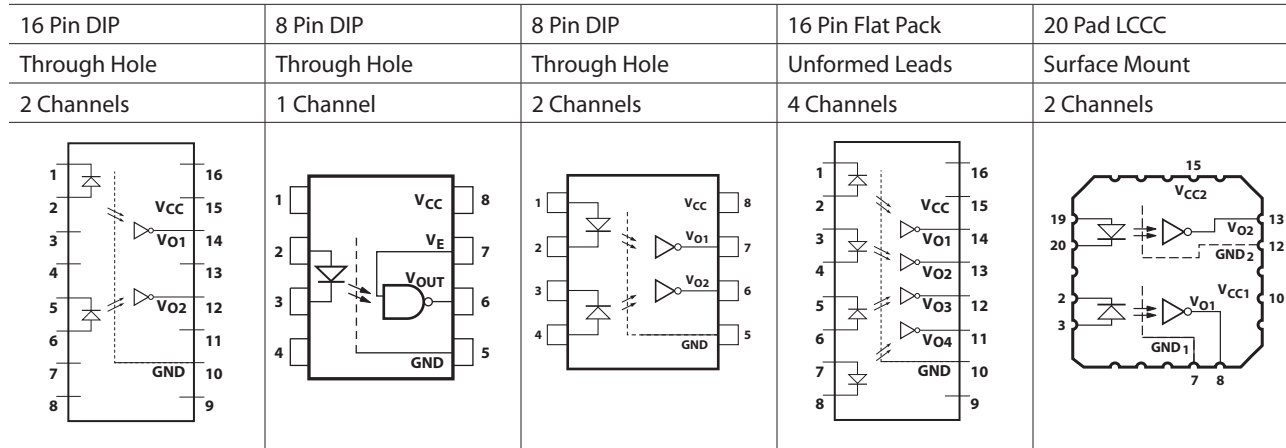 16 Pin DIP 8 Pin DIP 8 Pin DIP 16 Pin Flat Pack 20 Pad LCCC
Through Hole Through Hole Through Hole Unformed Leads Surface Mount
2 Channels 1 Channel 2 Channels 4 Channels 2 Channels
1 16
2 VCC 15
3 VO1 14
4 13
5 VO2 12
6 11
7 GND 10
8 9
1 VCC 8
2 VE 7
3 VOUT 6
4 GND 5
1 VCC 8
2 VO1 7
3 VO2 6
4 GND 5
1 16
2 VCC 15
3 VO1 14
4 VO2 13
5 VO3 12
6 VO4 11
7 GND 10
8 9
15
VCC2
19 VO2 13
20 GND2 12
2 VCC1 10
3 VO1
GND1
7 8